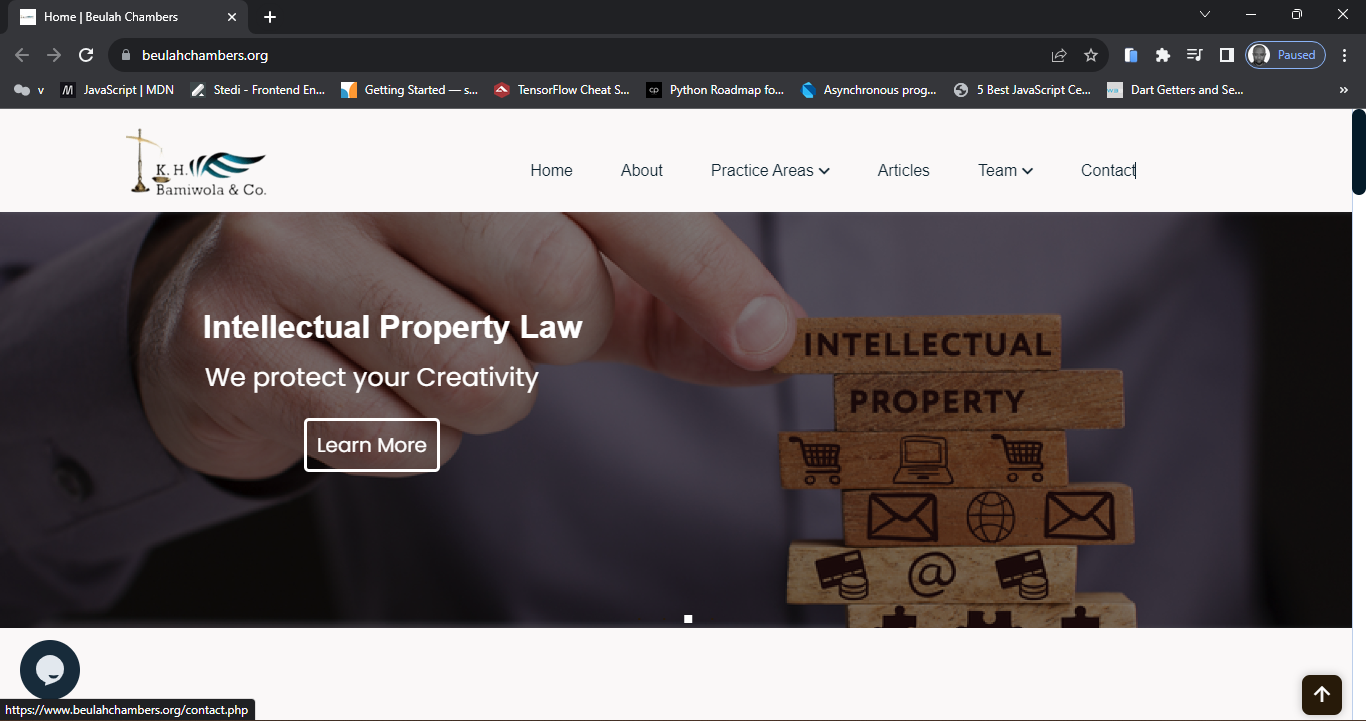 Home | Beulah Chambers
beulahchambers.org
Paused
v
JavaScript | MDN
Stedi - Frontend En...
Getting Started — s...
TensorFlow Cheat S...
cp
Python Roadmap fo...
Asynchronous prog...
5 Best JavaScript Ce...
w3
Dart Getters and Se...
»
K. H.
Bamiwola & Co.
Home
About
Practice Areas
Articles
Team
Contact
Intellectual Property Law
We protect your Creativity
Learn More
INTELLECTUAL
PROPERTY
@
https://www.beulahchambers.org/contact.php